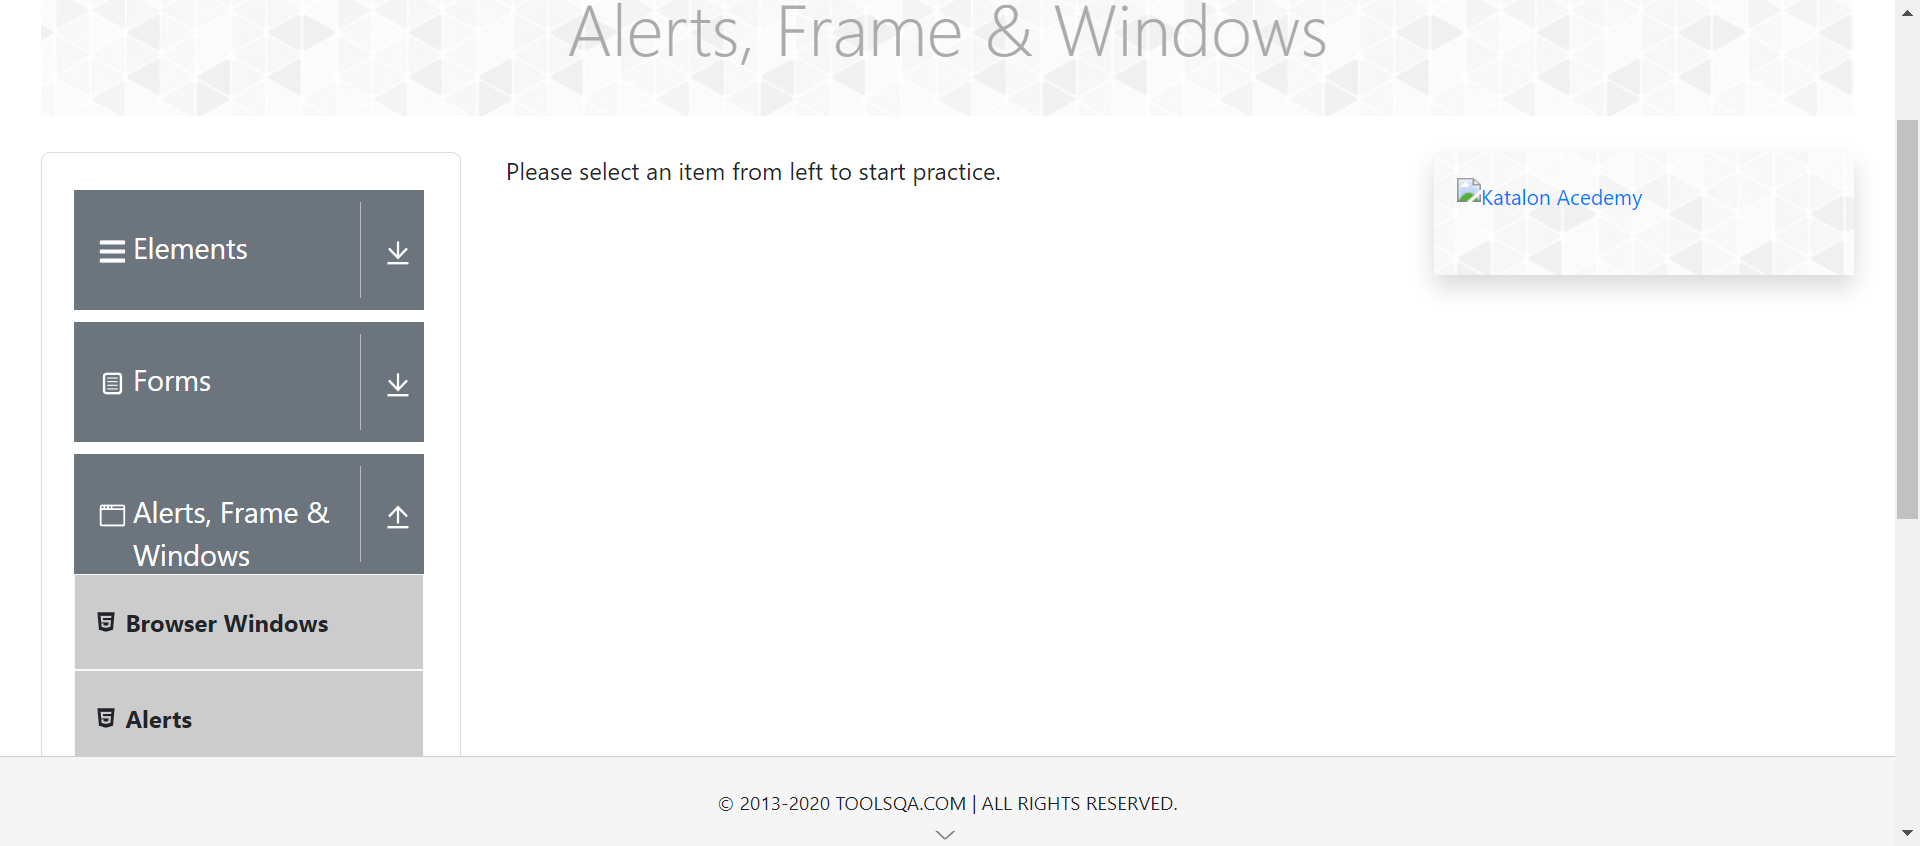 Alerts, Frame & Windows
Elements
Forms
Alerts, Frame &
Windows
Browser Windows
Alerts
Please select an item from left to start practice.
Katalon Acedemy
© 2013-2020 TOOLSQA.COM | ALL RIGHTS RESERVED.